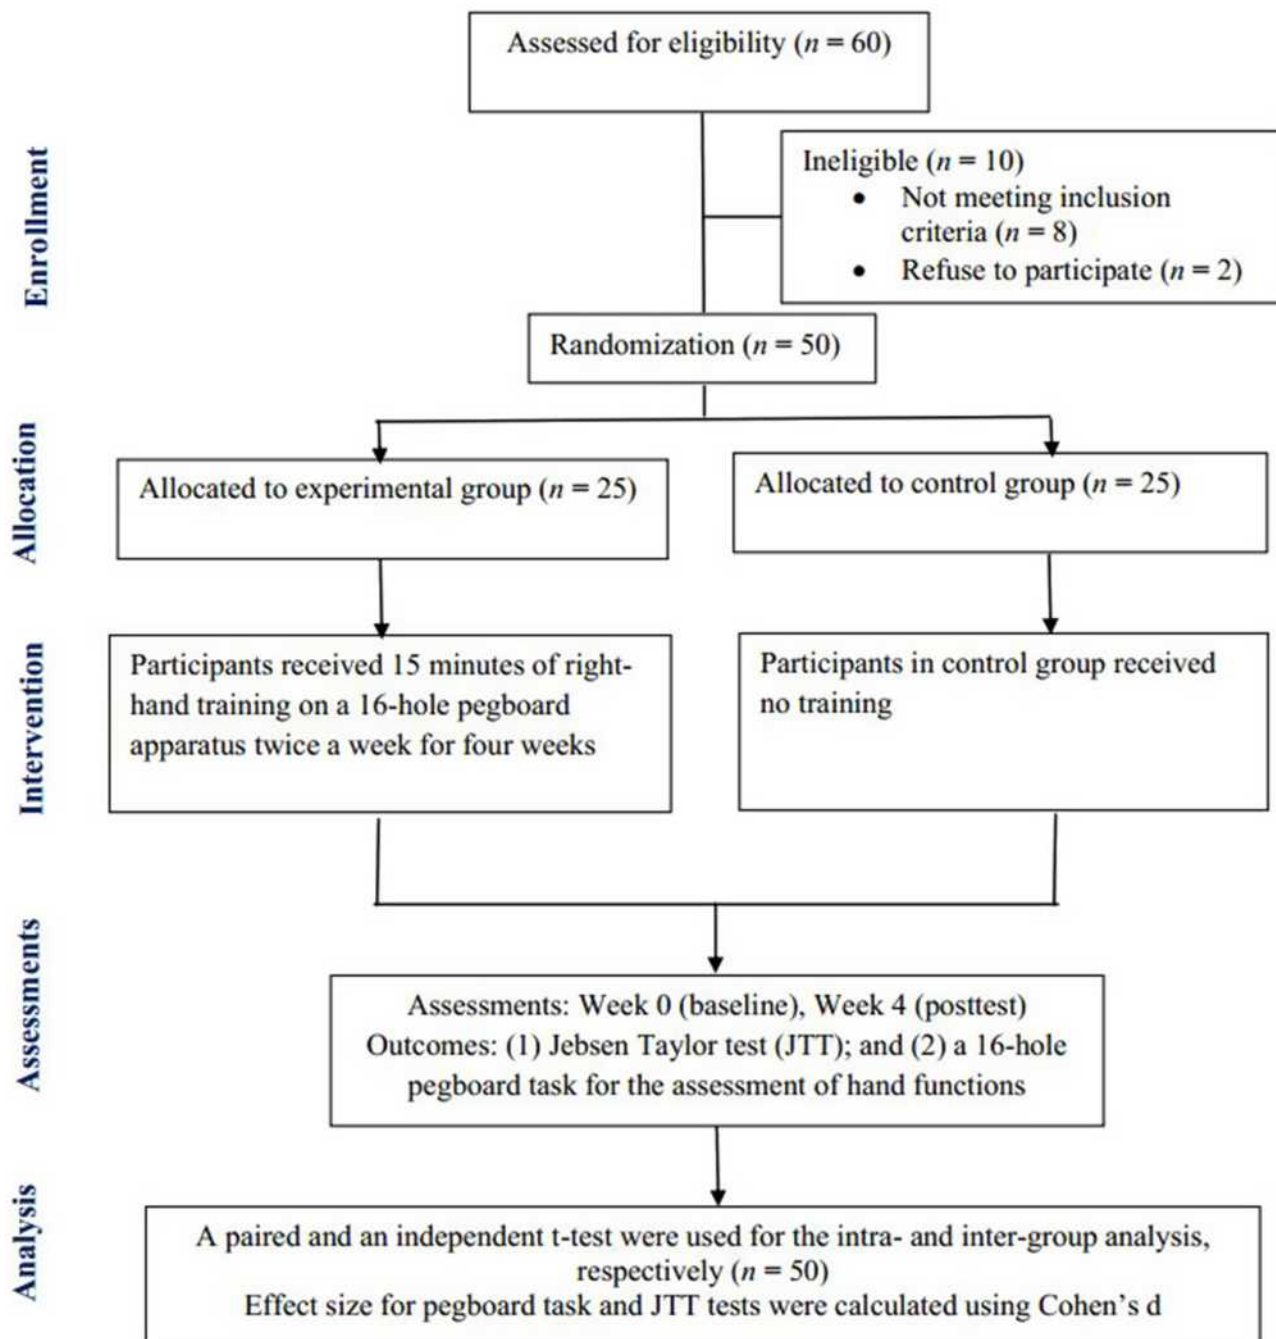 Assessed for eligibility (n = 60)
Enrollment
Ineligible (n = 10)
• Not meeting inclusion
criteria (n = 8)
• Refuse to participate (n = 2)
Randomization (n = 50)
Allocation
Allocated to experimental group (n = 25)
Allocated to control group (n = 25)
Intervention
Participants received 15 minutes of right-
hand training on a 16-hole pegboard
apparatus twice a week for four weeks
Participants in control group received
no training
Assessments
Assessments: Week 0 (baseline), Week 4 (posttest)
Outcomes: (1) Jebsen Taylor test (JTT); and (2) a 16-hole
pegboard task for the assessment of hand functions
Analysis
A paired and an independent t-test were used for the intra- and inter-group analysis,
respectively (n = 50)
Effect size for pegboard task and JTT tests were calculated using Cohen's d